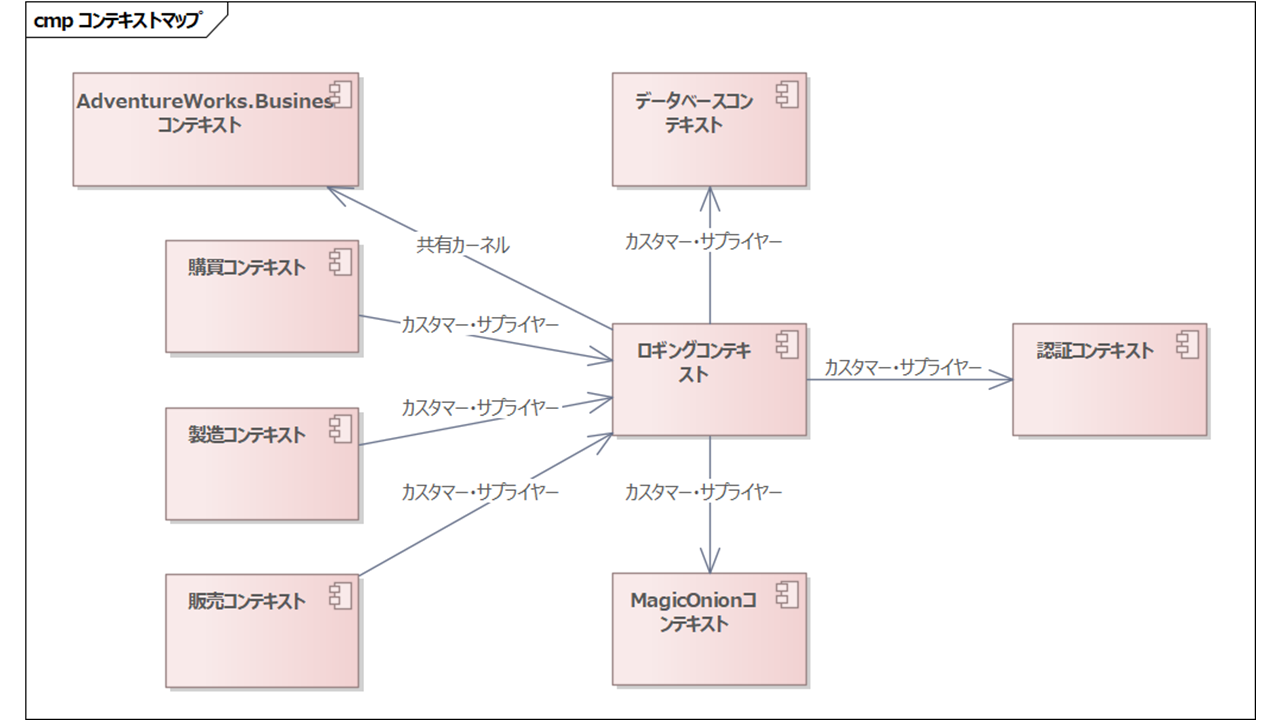 cmp コンテキストマップ
AdventureWorks.Busines
コンテキスト
データベースコン
テキスト
共有カーネル
カスタマー・サプライヤー
購買コンテキスト
カスタマー・サプライヤー
ロギングコンテキ
スト
カスタマー・サプライヤー
認証コンテキスト
カスタマー・サプライヤー
製造コンテキスト
カスタマー・サプライヤー
カスタマー・サプライヤー
販売コンテキスト
MagicOnionコ
ンテキスト